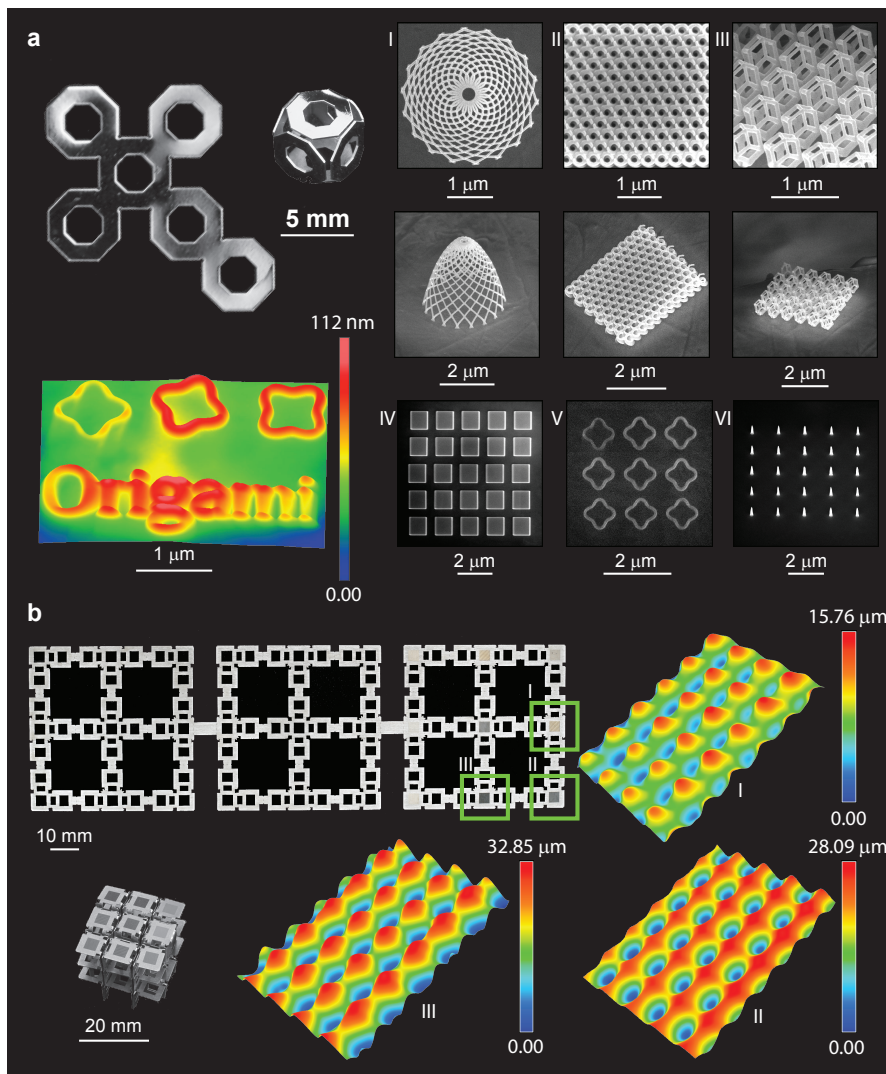 a
I
II
III
1 μm
1 μm
1 μm
5 mm
2 μm
2 μm
2 μm
112 nm
Origami
1 μm
0.00
IV
V
VI
2 μm
2 μm
2 μm
b
15.76 μm
I
III
II
I
0.00
10 mm
32.85 μm
28.09 μm
20 mm
III
0.00
II
0.00